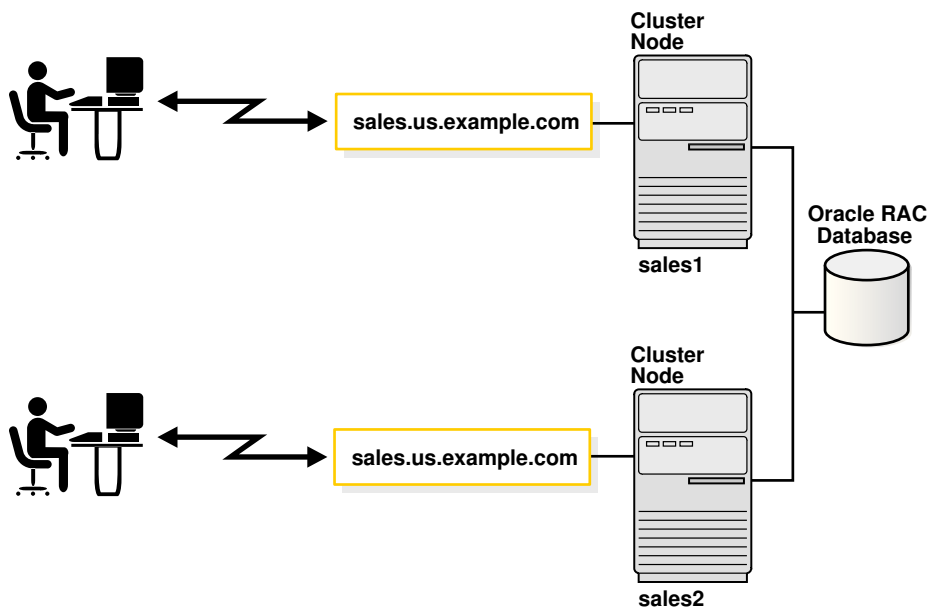 Cluster
Node
sales.us.example.com
sales1
Oracle RAC
Database
Cluster
Node
sales.us.example.com
sales2